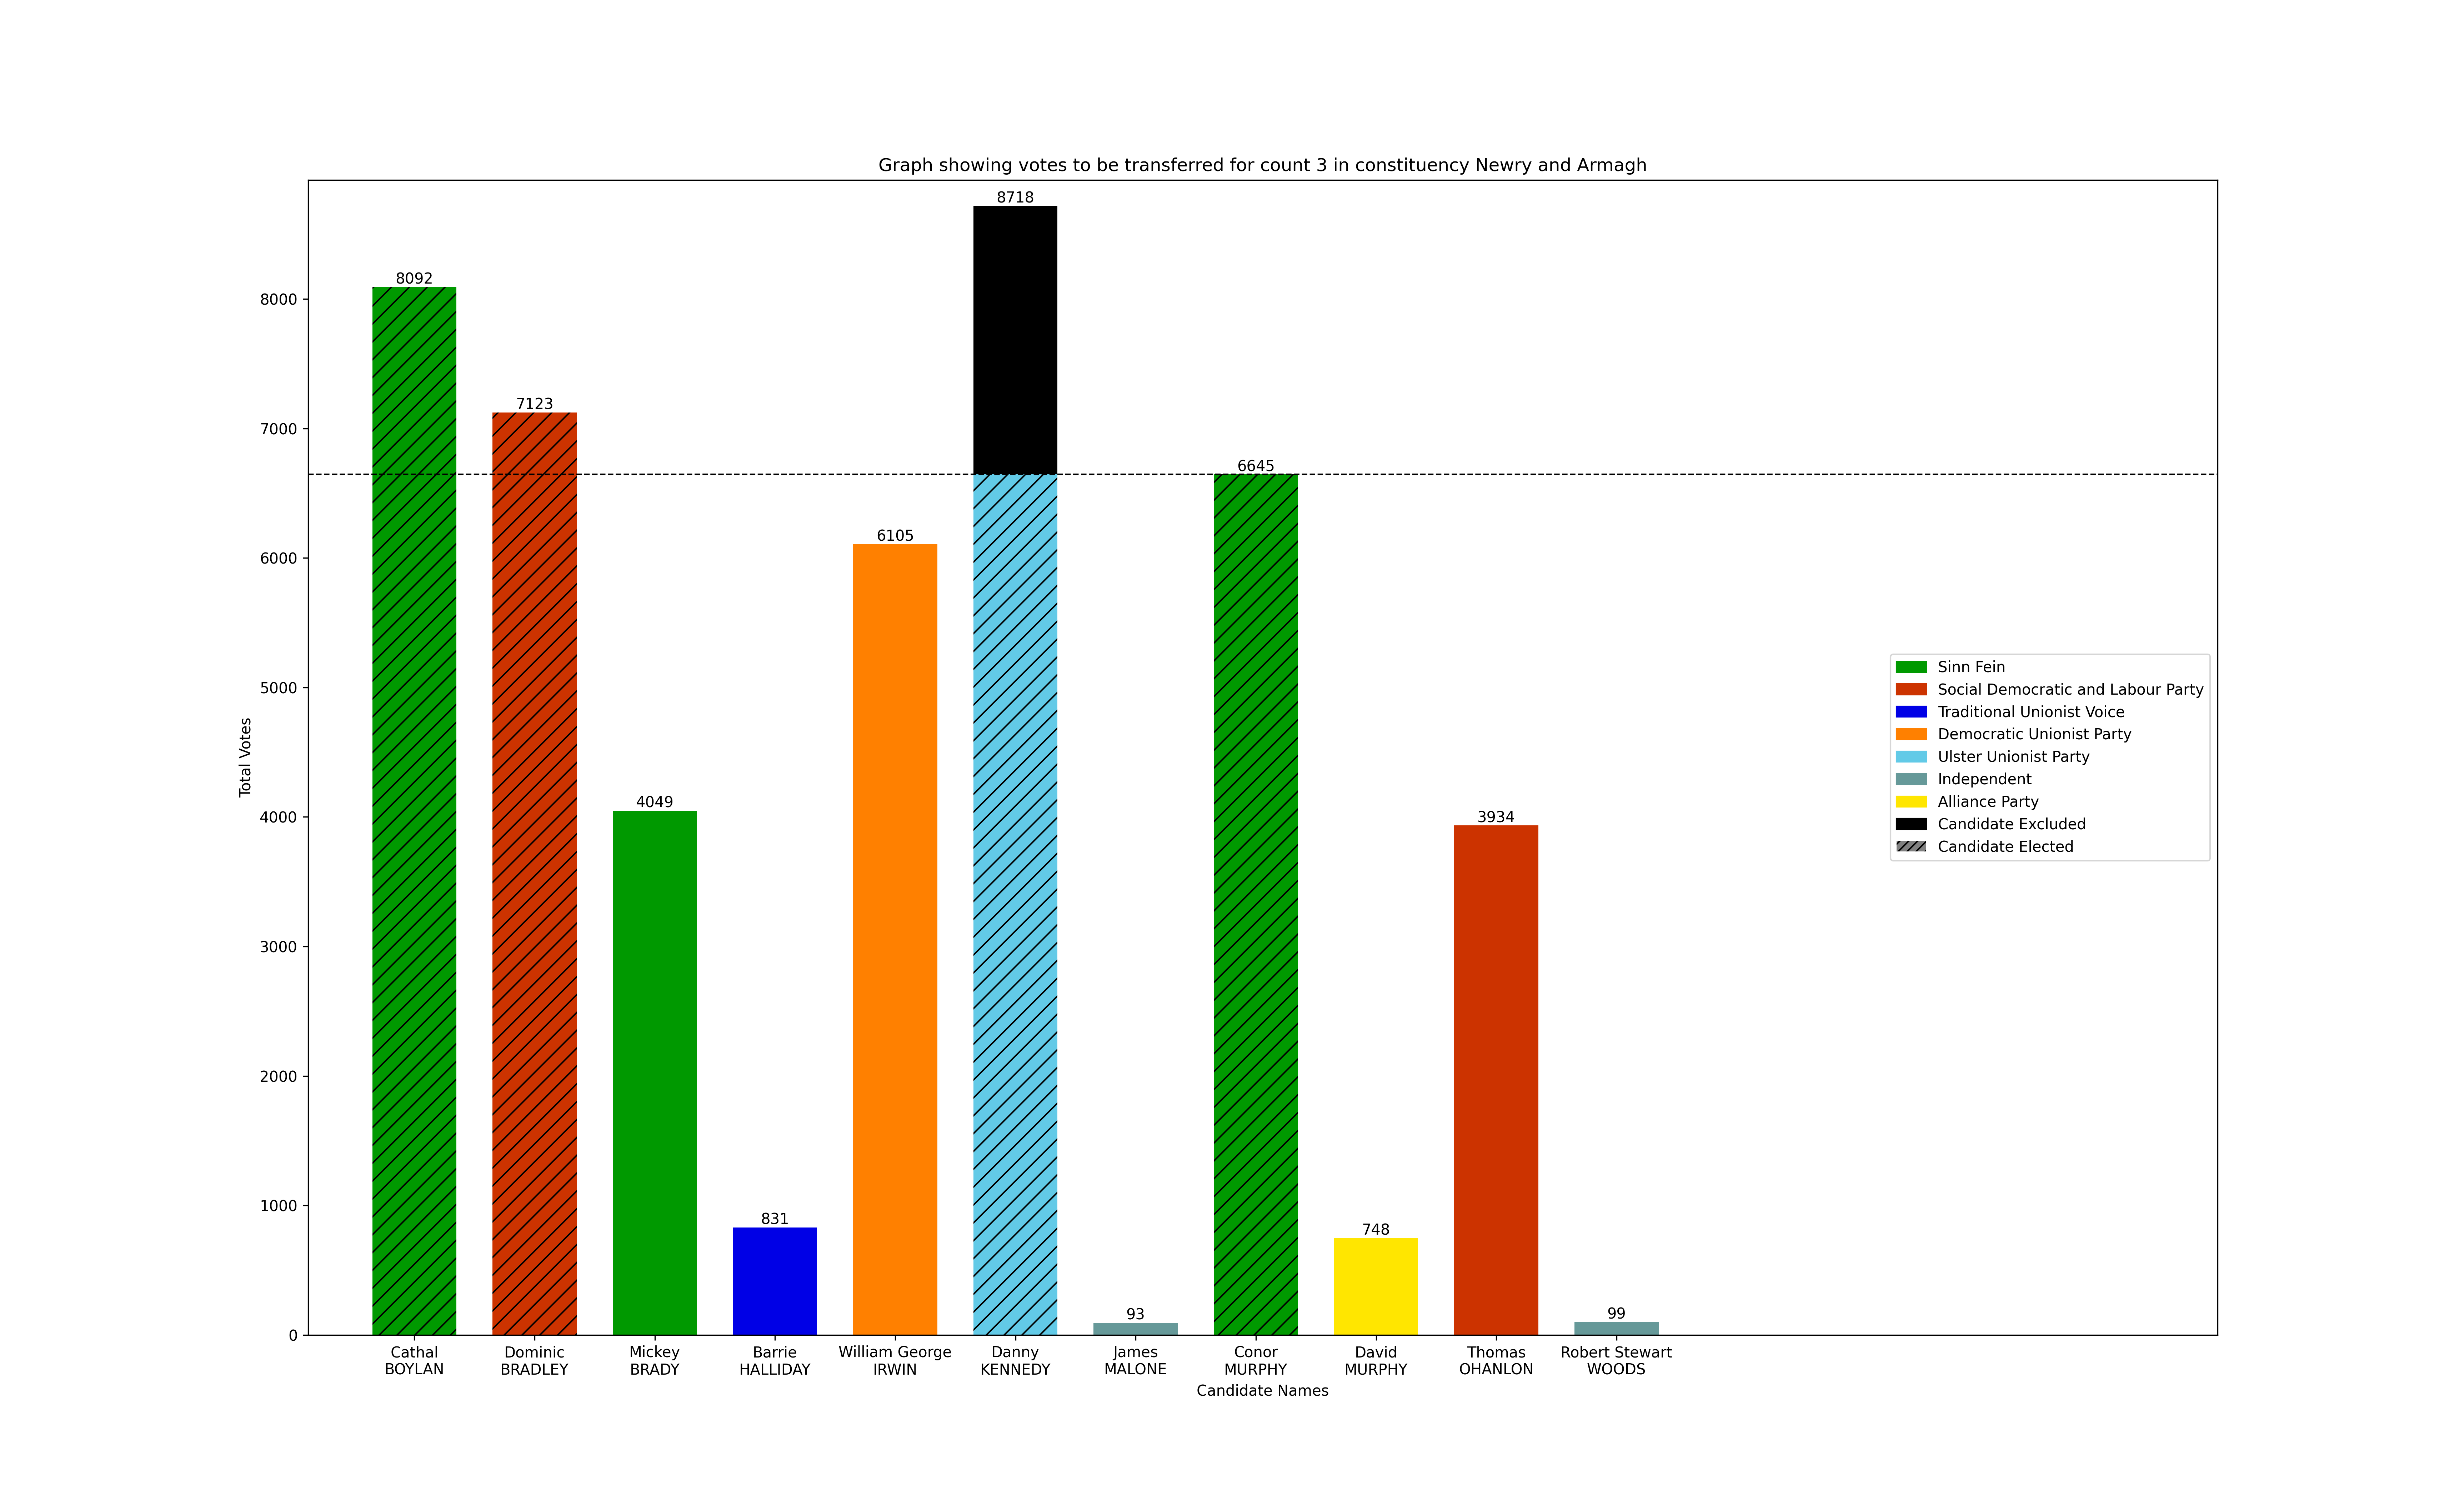 Graph showing votes to be transferred for count 3 in constituency Newry and Armagh
8718
8092
8000
7123
7000
6645
6105
6000
5000
4049
4000
3934
3000
2000
1000
831
748
93
99
0
Total Votes
Sinn Fein
Social Democratic and Labour Party
Traditional Unionist Voice
Democratic Unionist Party
Ulster Unionist Party
Independent
Alliance Party
Candidate Excluded
Candidate Elected
Cathal
BOYLAN
Dominic
BRADLEY
Mickey
BRADY
Barrie
HALLIDAY
William George
IRWIN
Danny
KENNEDY
James
MALONE
Conor
MURPHY
David
MURPHY
Thomas
OHANLON
Robert Stewart
WOODS
Candidate Names